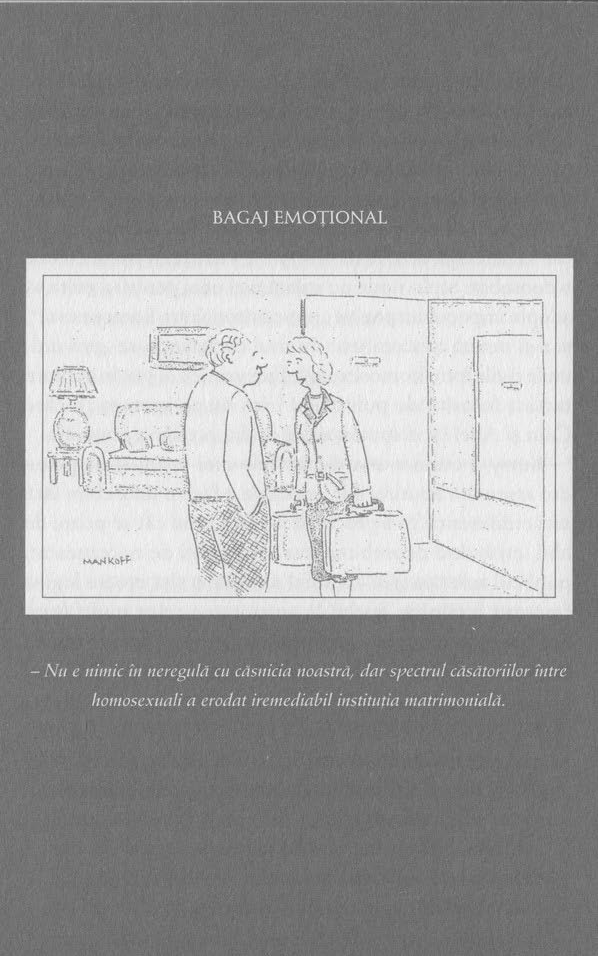 BAGAJ EMOȚIONAL
MANKOFF
– Nu e nimic în neregulă cu căsnicia noastră, dar spectrul căsătoriilor între
homosexuali a erodat iremediabil instituția matrimonială.